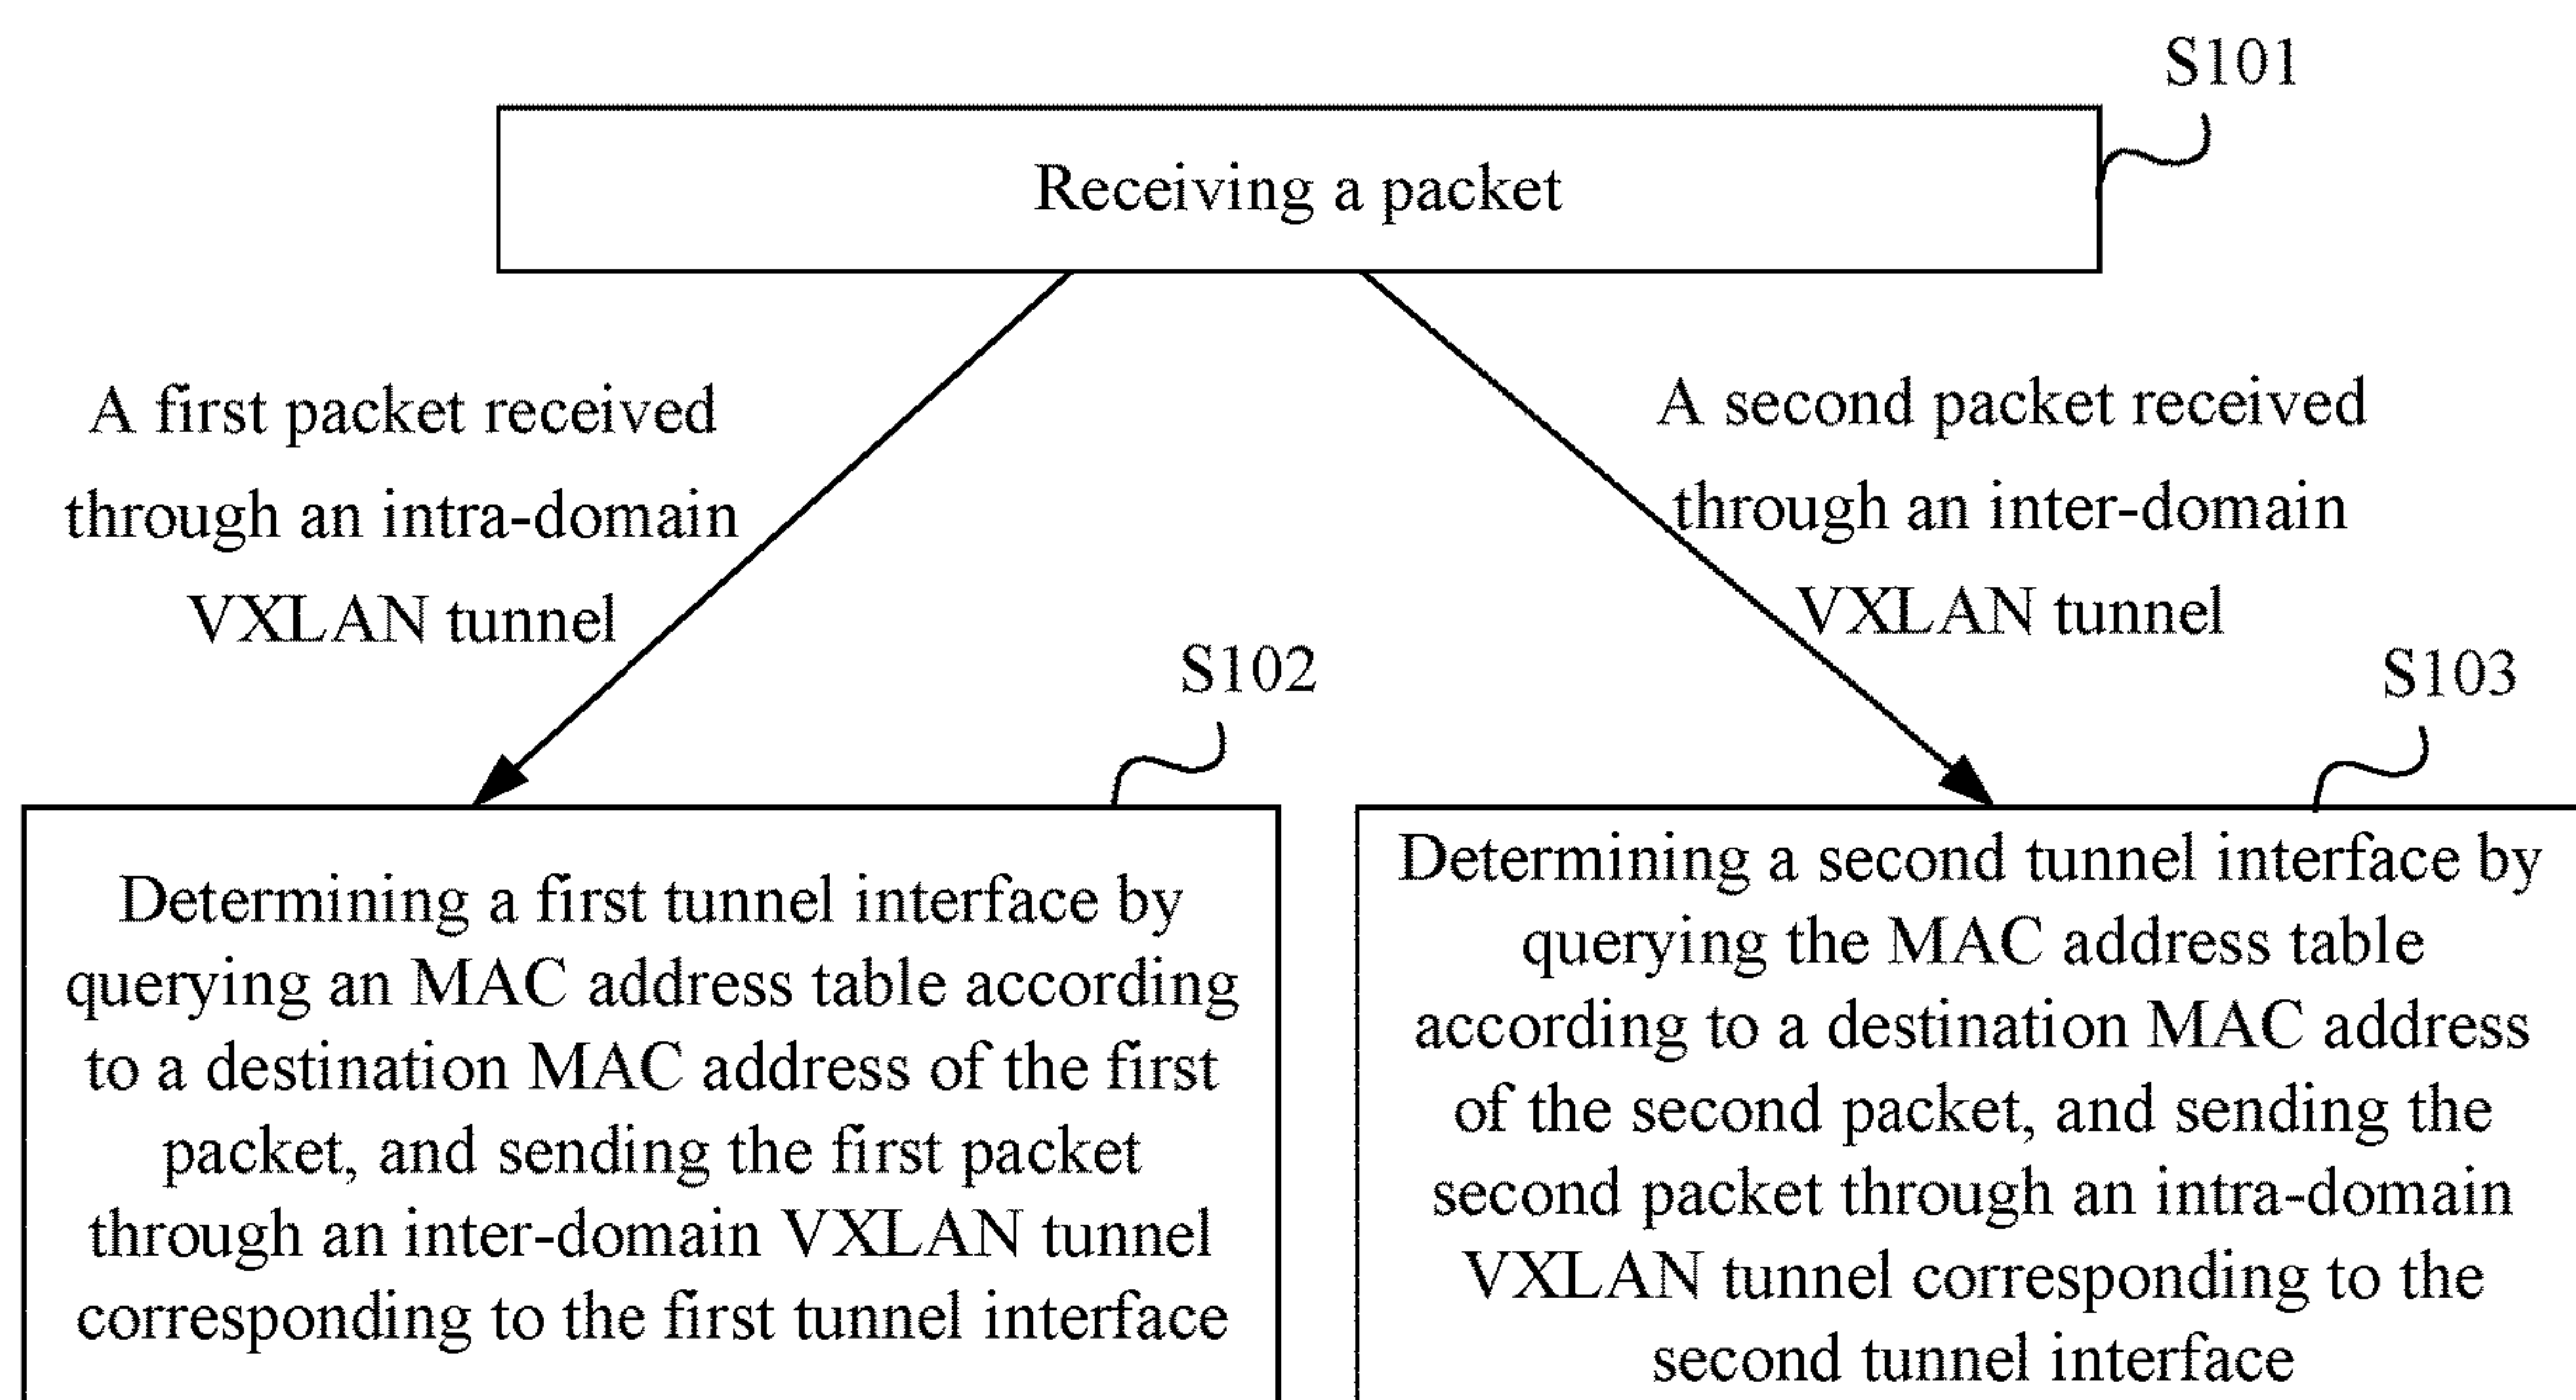 S101
Receiving a packet
A first packet received
through an intra-domain
VXLAN tunnel
A second packet received
through an inter-domain
VXLAN tunnel
S102
Determining a first tunnel interface by
querying an MAC address table according
to a destination MAC address of the first
packet, and sending the first packet
through an inter-domain VXLAN tunnel
corresponding to the first tunnel interface
S103
Determining a second tunnel interface by
querying the MAC address table
according to a destination MAC address
of the second packet, and sending the
second packet through an intra-domain
VXLAN tunnel corresponding to the
second tunnel interface